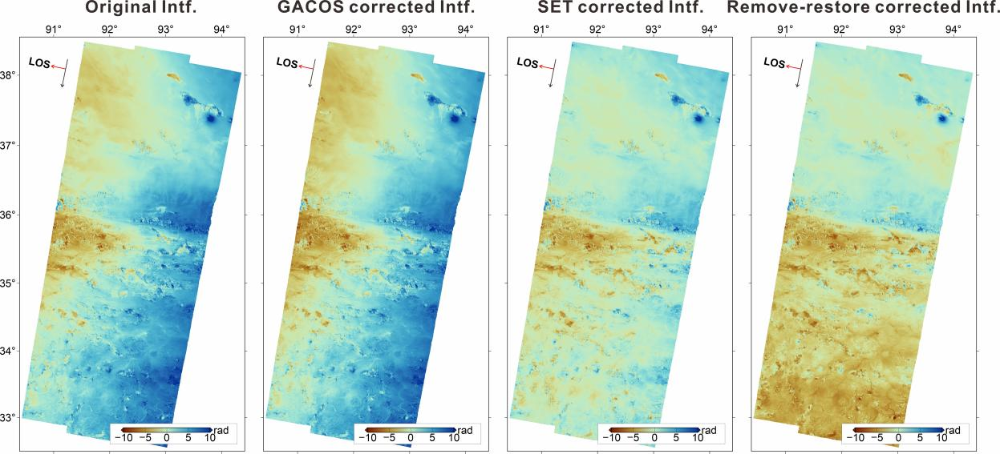 Original Intf. GACOS corrected Intf. SET corrected Intf. Remove-restore corrected Intf.
91° 92° 93° 94° 91° 92° 93° 94° 91° 92° 93° 94° 91° 92° 93° 94°
LOS LOS LOS LOS
38°
37°
36°
35°
34°
33°
−10 −5 0 5 10 rad −10 −5 0 5 10 rad −10 −5 0 5 10 rad −10 −5 0 5 10 rad